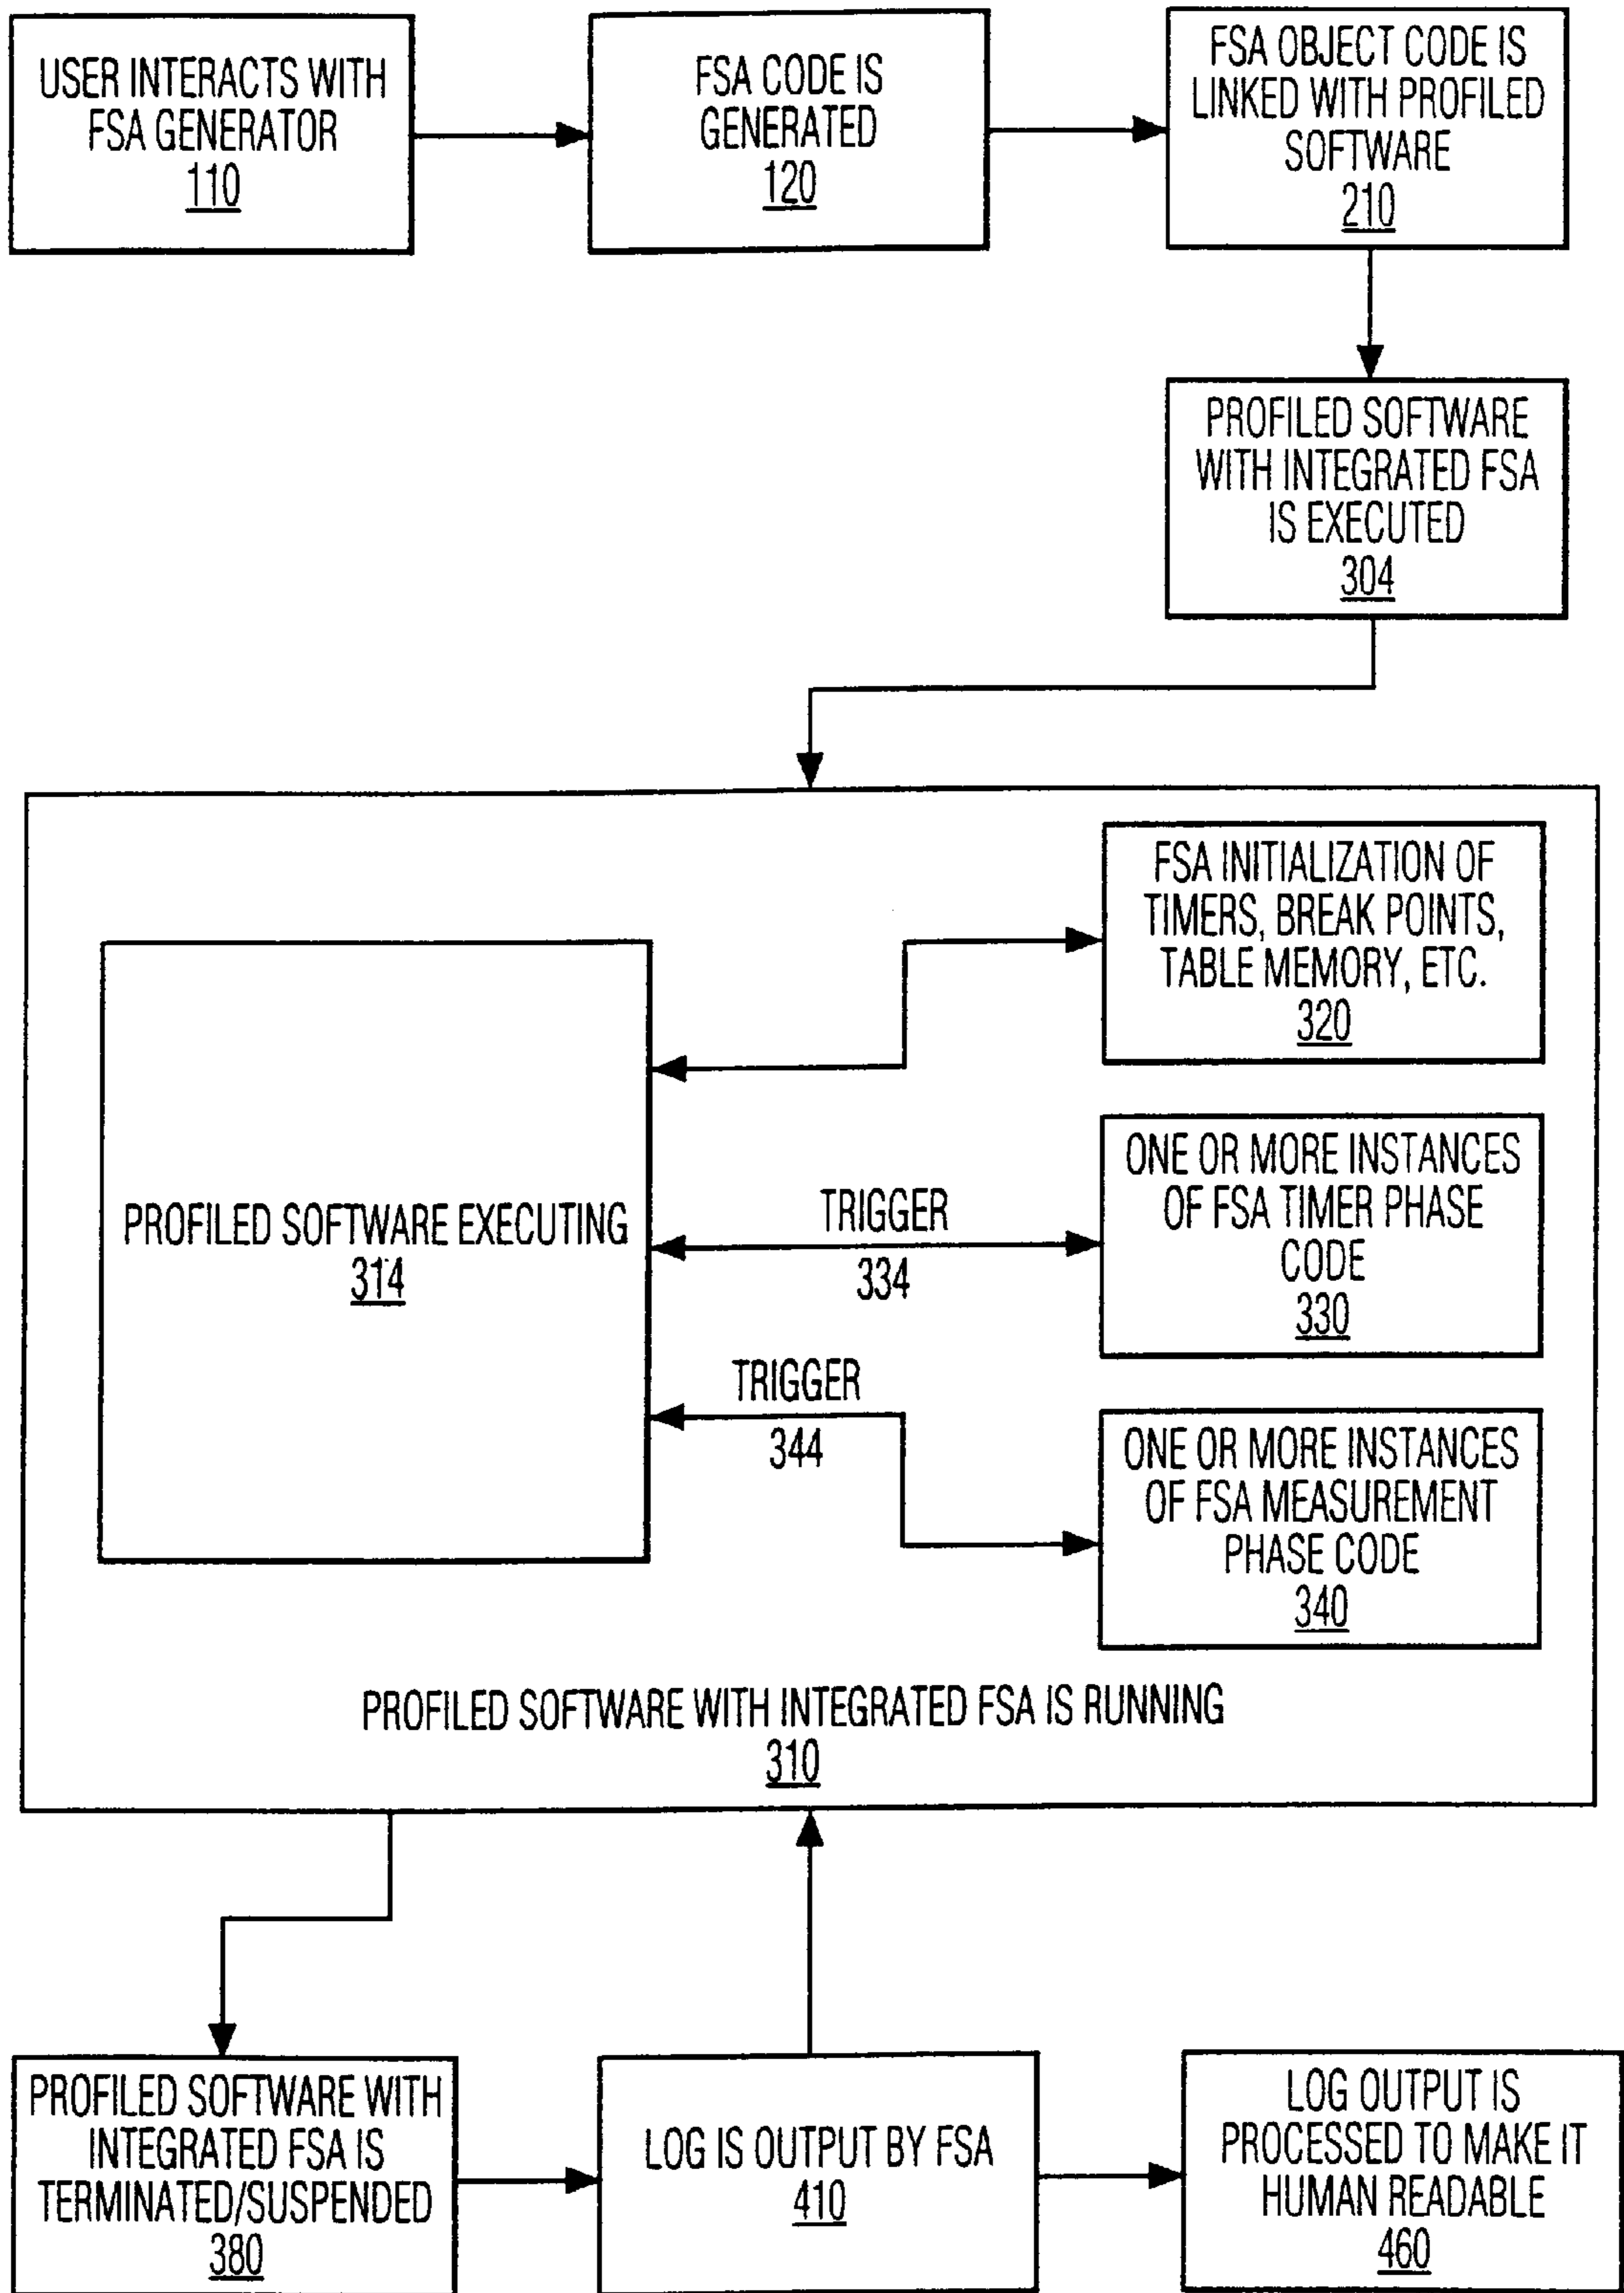 USER INTERACTS WITH
FSA GENERATOR
110
FSA CODE IS
GENERATED
120
FSA OBJECT CODE IS
LINKED WITH PROFILED
SOFTWARE
210
PROFILED SOFTWARE
WITH INTEGRATED FSA
IS EXECUTED
304
FSA INITIALIZATION OF
TIMERS, BREAK POINTS,
TABLE MEMORY, ETC.
320
PROFILED SOFTWARE EXECUTING
314
TRIGGER
334
ONE OR MORE INSTANCES
OF FSA TIMER PHASE
CODE
330
TRIGGER
344
ONE OR MORE INSTANCES
OF FSA MEASUREMENT
PHASE CODE
340
PROFILED SOFTWARE WITH INTEGRATED FSA IS RUNNING
310
PROFILED SOFTWARE WITH
INTEGRATED FSA IS
TERMINATED/SUSPENDED
380
LOG IS OUTPUT BY FSA
410
LOG OUTPUT IS
PROCESSED TO MAKE IT
HUMAN READABLE
460